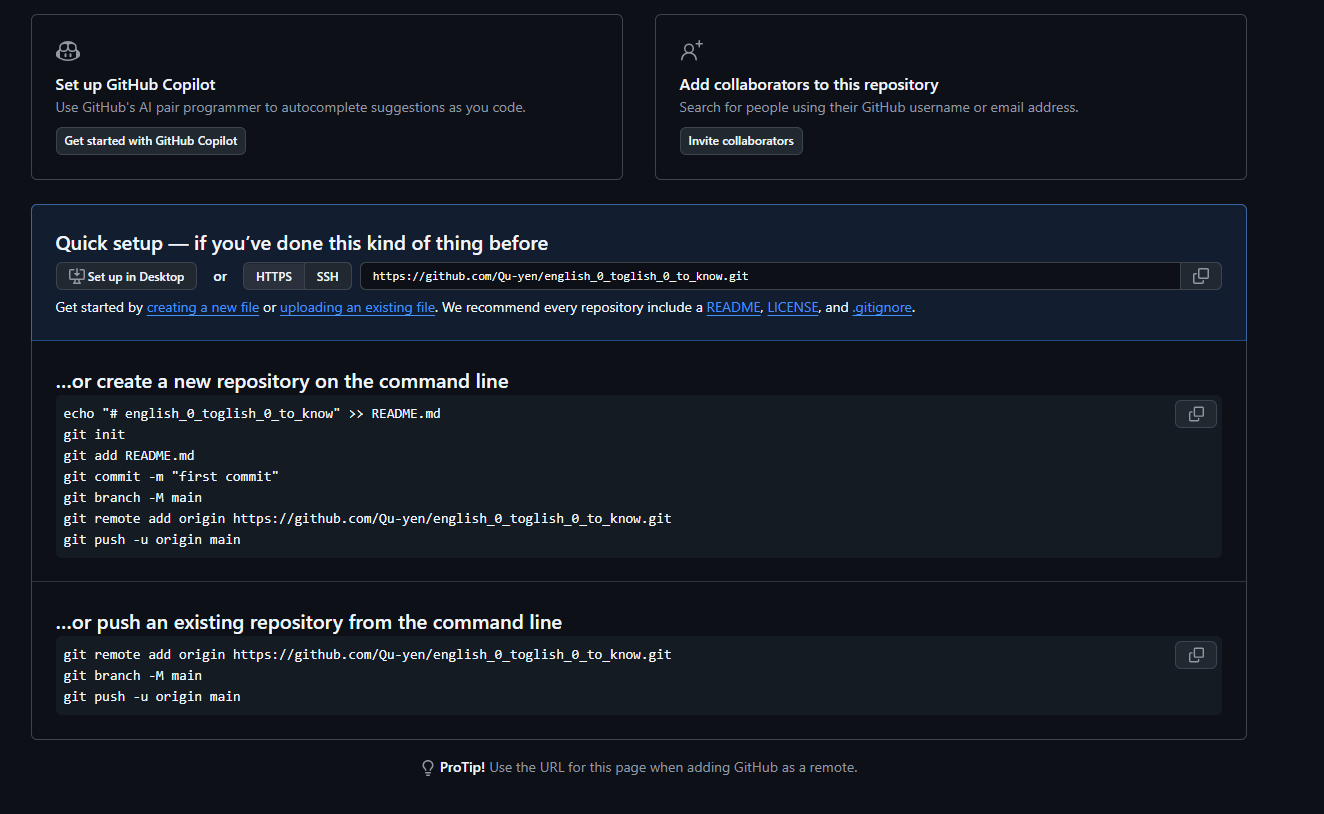 Set up GitHub Copilot
Use GitHub's AI pair programmer to autocomplete suggestions as you code.
Get started with GitHub Copilot
Add collaborators to this repository
Search for people using their GitHub username or email address.
Invite collaborators
Quick setup — if you’ve done this kind of thing before
Set up in Desktop or HTTPS SSH https://github.com/Qu-yen/english_0_toglish_0_to_know.git
Get started by creating a new file or uploading an existing file. We recommend every repository include a README, LICENSE, and .gitignore.
…or create a new repository on the command line
echo "# english_0_toglish_0_to_know" >> README.md
git init
git add README.md
git commit -m "first commit"
git branch -M main
git remote add origin https://github.com/Qu-yen/english_0_toglish_0_to_know.git
git push -u origin main
…or push an existing repository from the command line
git remote add origin https://github.com/Qu-yen/english_0_toglish_0_to_know.git
git branch -M main
git push -u origin main
ProTip! Use the URL for this page when adding GitHub as a remote.